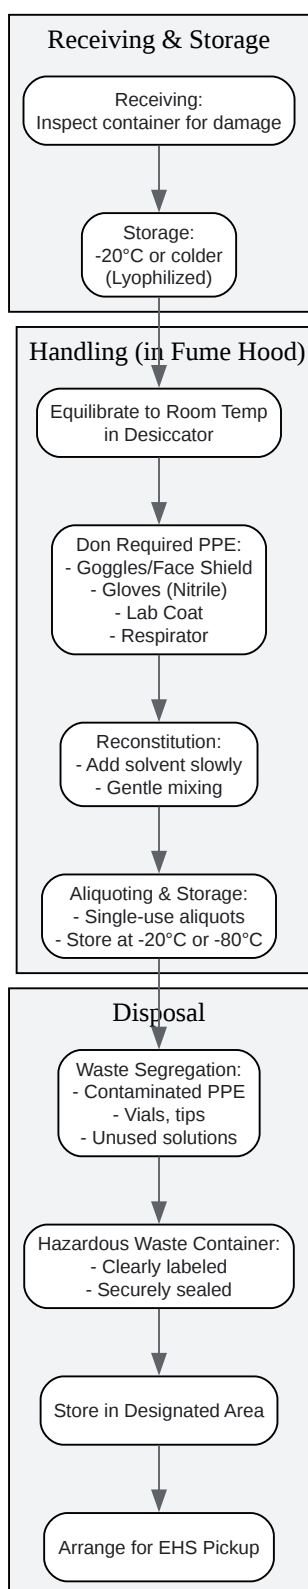 Receiving & Storage
Receiving:
Inspect container for damage
Storage:
-20°C or colder
(Lyophilized)
Handling (in Fume Hood)
Equilibrate to Room Temp
in Desiccator
Don Required PPE:
- Goggles/Face Shield
- Gloves (Nitrile)
- Lab Coat
- Respirator
Reconstitution:
- Add solvent slowly
- Gentle mixing
Aliquoting & Storage:
- Single-use aliquots
- Store at -20°C or -80°C
Disposal
Waste Segregation:
- Contaminated PPE
- Vials, tips
- Unused solutions
Hazardous Waste Container:
- Clearly labeled
- Securely sealed
Store in Designated Area
Arrange for EHS Pickup